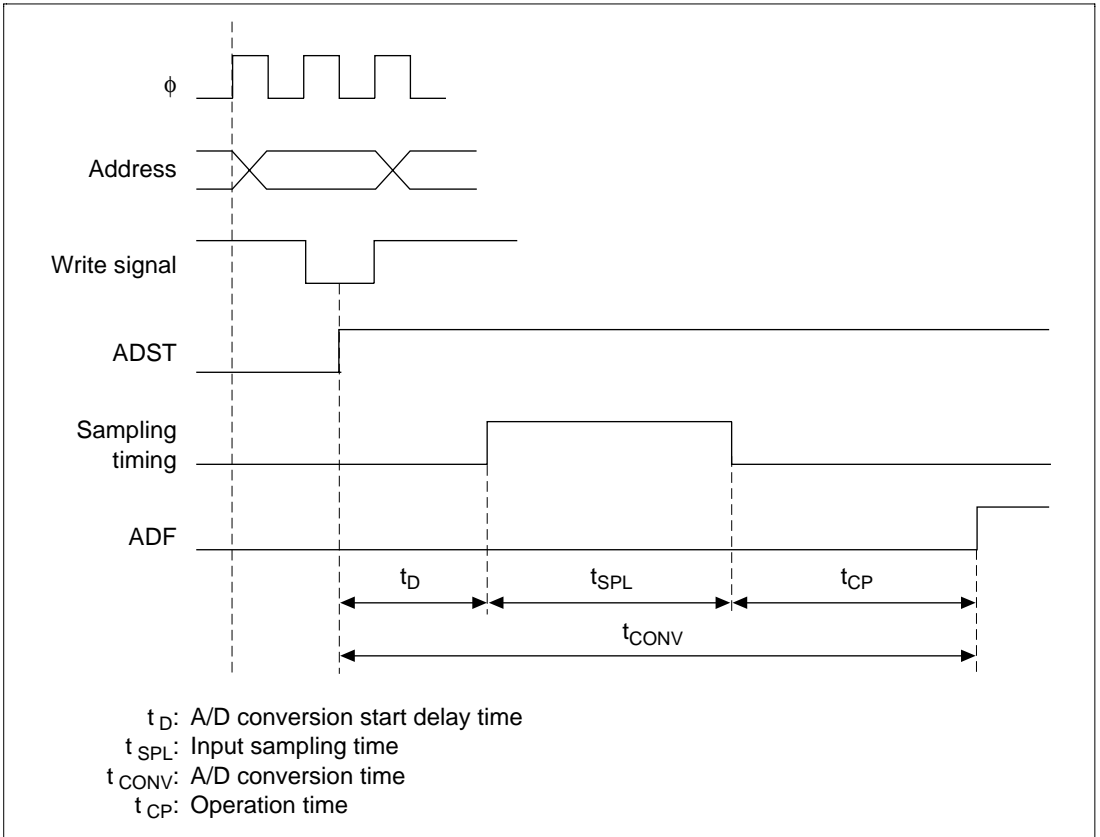 ϕ
Address
Write signal
ADST
Sampling
timing
ADF
tD
tSPL
tCP
tCONV
tD: A/D conversion start delay time
tSPL: Input sampling time
tCONV: A/D conversion time
tCP: Operation time